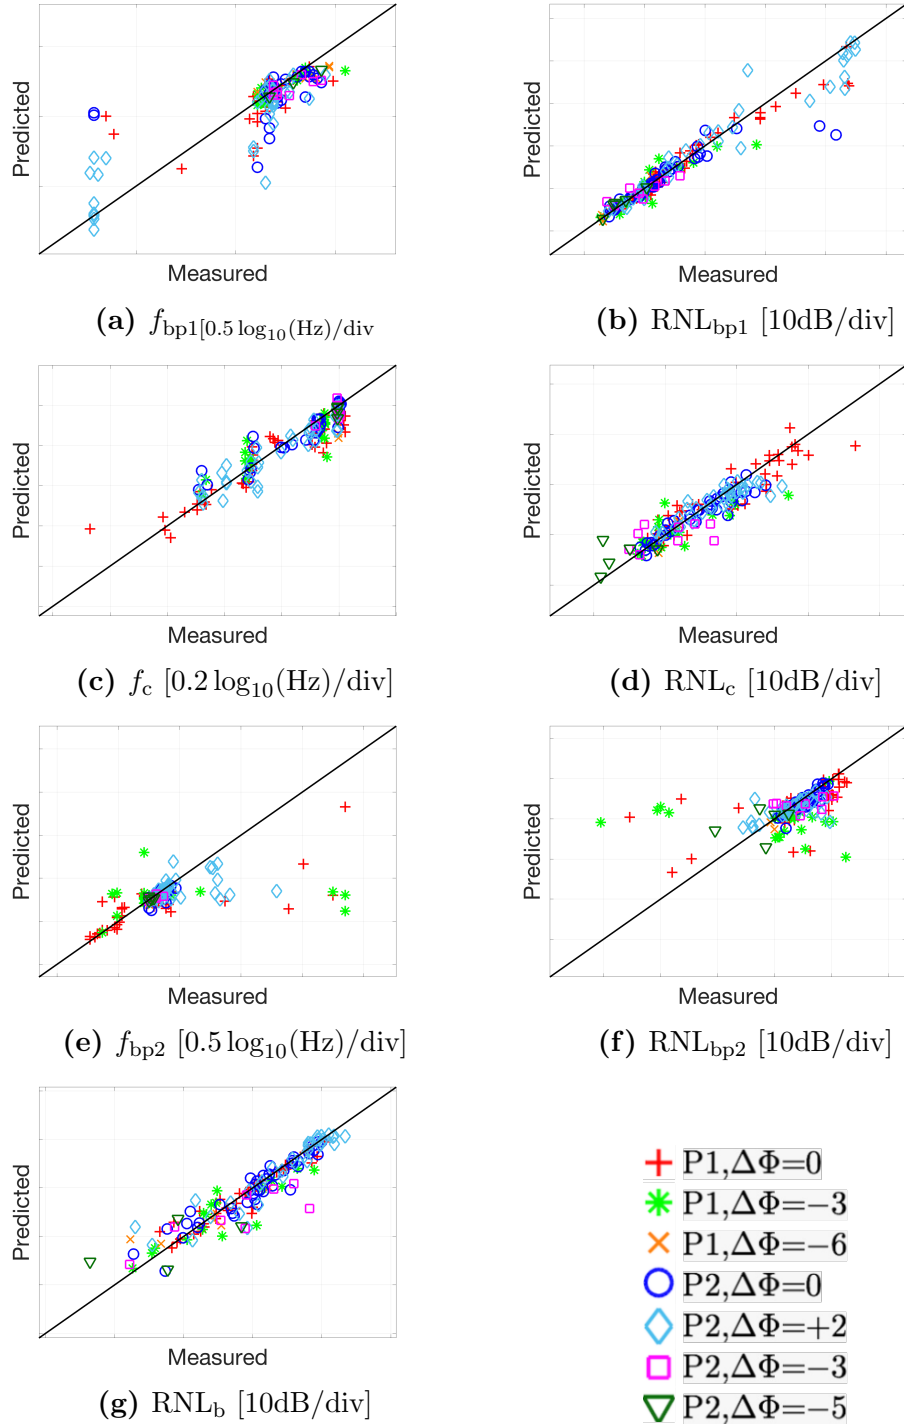 Predicted
Measured
(a) f_bp1[0.5 log10(Hz)/div
Predicted
Measured
(b) RNL_bp1 [10dB/div]
Predicted
Measured
(c) f_c [0.2 log10(Hz)/div]
Predicted
Measured
(d) RNL_c [10dB/div]
Predicted
Measured
(e) f_bp2 [0.5 log10(Hz)/div]
Predicted
Measured
(f) RNL_bp2 [10dB/div]
Predicted
Measured
(g) RNL_b [10dB/div]
P1,ΔΦ=0
P1,ΔΦ=−3
P1,ΔΦ=−6
P2,ΔΦ=0
P2,ΔΦ=+2
P2,ΔΦ=−3
P2,ΔΦ=−5